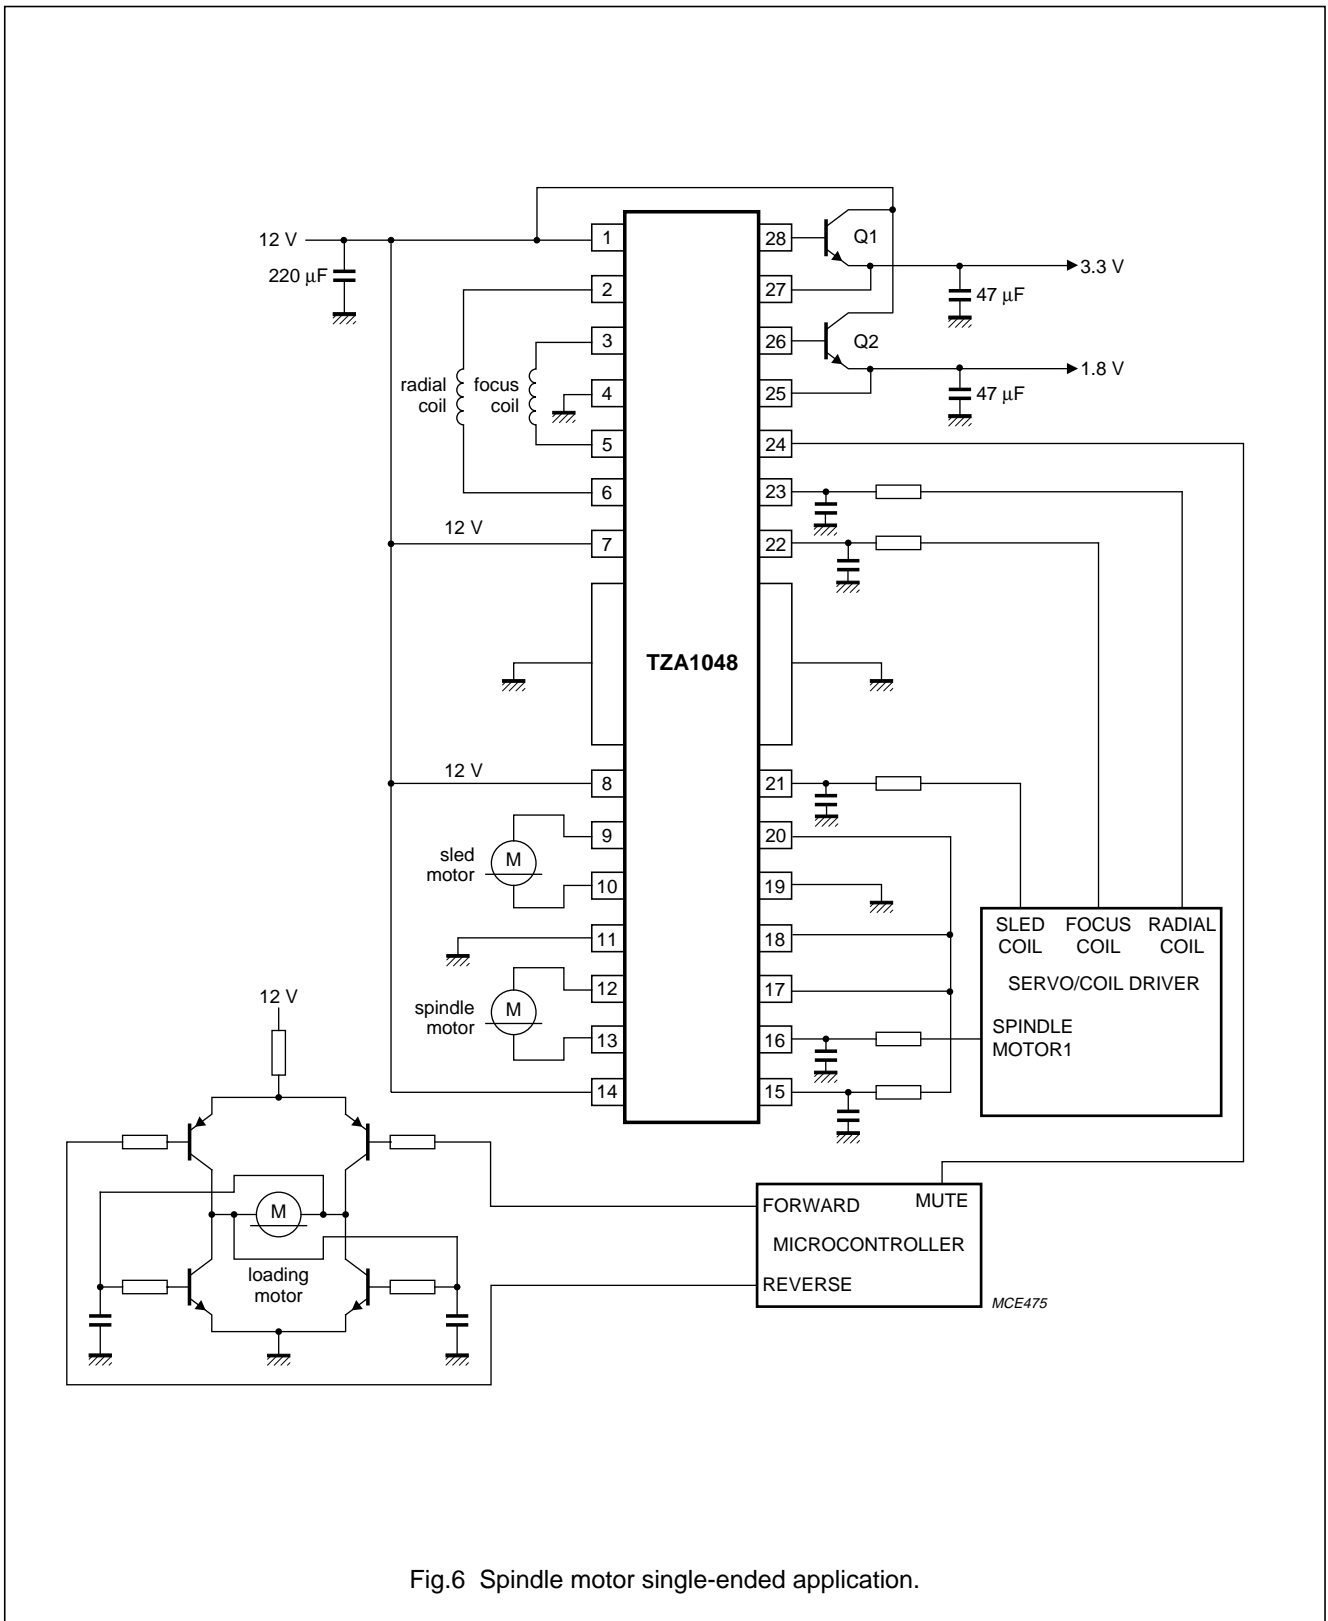 12 V
220 μF
1
2
3
4
5
6
7
8
9
10
11
12
13
14
28
27
26
25
24
23
22
21
20
19
18
17
16
15
Q1
3.3 V
47 μF
Q2
1.8 V
47 μF
radial
coil
focus
coil
12 V
TZA1048
12 V
sled
motor
M
spindle
motor
M
SLED
COIL
FOCUS
COIL
RADIAL
COIL
SERVO/COIL DRIVER
SPINDLE
MOTOR1
12 V
M
loading
motor
FORWARD
MUTE
MICROCONTROLLER
REVERSE
MCE475
Fig.6 Spindle motor single-ended application.